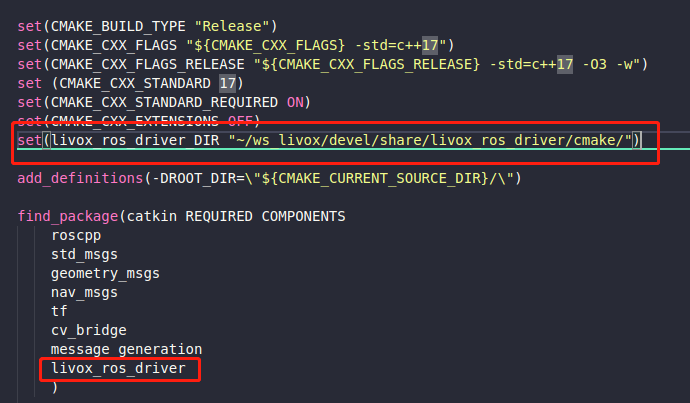 set(CMAKE_BUILD_TYPE "Release")
set(CMAKE_CXX_FLAGS "${CMAKE_CXX_FLAGS} -std=c++17")
set(CMAKE_CXX_FLAGS_RELEASE "${CMAKE_CXX_FLAGS_RELEASE} -std=c++17 -O3 -w")
set (CMAKE_CXX_STANDARD 17)
set(CMAKE_CXX_STANDARD_REQUIRED ON)
set(CMAKE_CXX_EXTENSIONS OFF)
set(livox_ros_driver_DIR "~/ws_livox/devel/share/livox_ros_driver/cmake/")
add_definitions(-DROOT_DIR=\"${CMAKE_CURRENT_SOURCE_DIR}/\")
find_package(catkin REQUIRED COMPONENTS
roscpp
std_msgs
geometry_msgs
nav_msgs
tf
cv_bridge
message_generation
livox_ros_driver
)